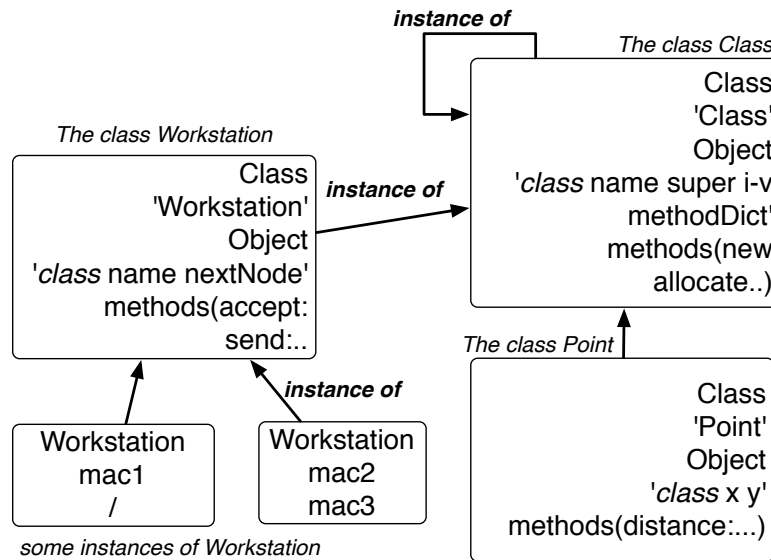 instance of
The class Class
Class
'Class'
Object
'class name super i-v
methodDict'
methods(new
allocate..)
The class Workstation
Class
'Workstation'
Object
'class name nextNode'
methods(accept:
send:..
instance of
The class Point
Class
'Point'
Object
'class x y'
methods(distance:...)
instance of
Workstation
mac1
/
Workstation
mac2
mac3
some instances of Workstation